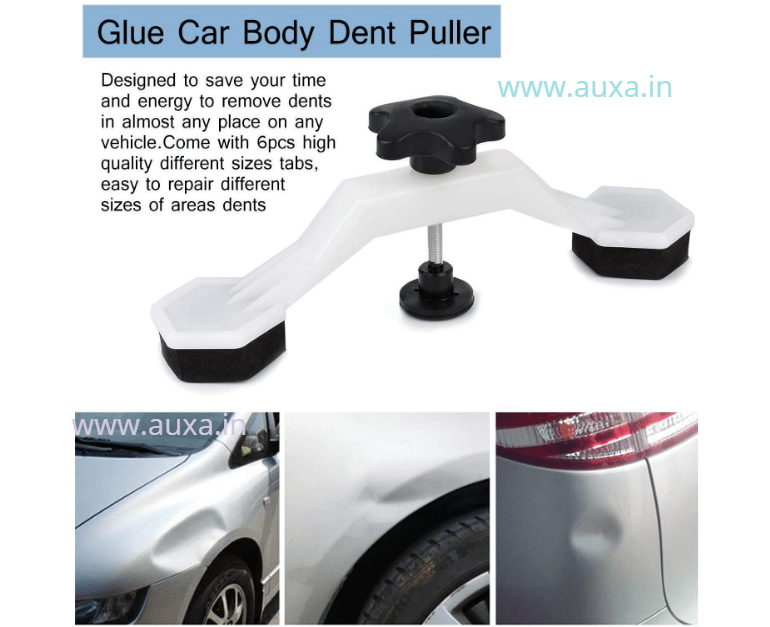 Glue Car Body Dent Puller
Designed to save your time
and energy to remove dents
in almost any place on any
vehicle.Come with 6pcs high
quality different sizes tabs,
easy to repair different
sizes of areas dents
www.auxa.in
www.auxa.in